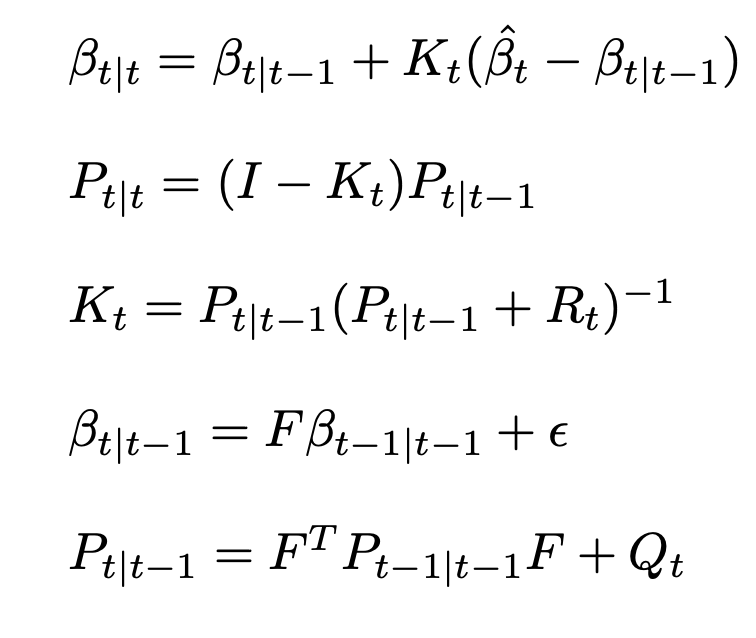 β_{t|t} = β_{t|t−1} + K_t(β̂_t − β_{t|t−1})
P_{t|t} = (I − K_t)P_{t|t−1}
K_t = P_{t|t−1}(P_{t|t−1} + R_t)^{−1}
β_{t|t−1} = Fβ_{t−1|t−1} + ϵ
P_{t|t−1} = F^T P_{t−1|t−1}F + Q_t